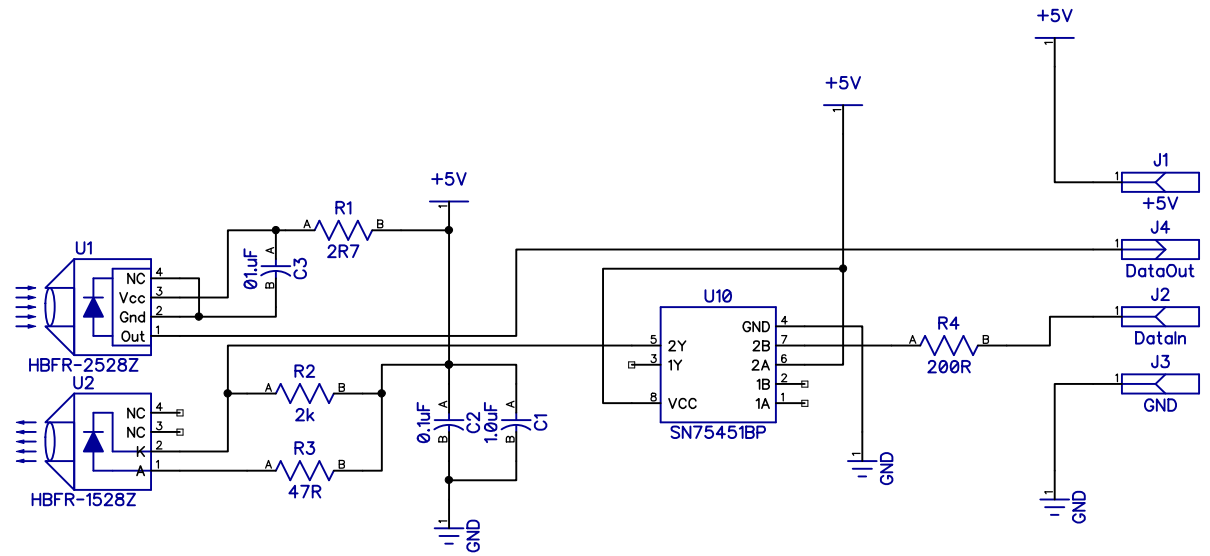 +5V
1
+5V
1
J1
1
+5V
+5V
1
R1
A B
2R7
J4
1
DataOut
U1
4
NC
3
Vcc
2
Gnd
1
Out
HBFR-2528Z
A
01.uF
C3
B
U10
4
GND
5
2Y
7
2B
3
1Y
6
2A
2
1B
8
VCC
1
1A
SN75451BP
R4
A B
200R
J2
1
DataIn
J3
1
GND
U2
4
NC
3
NC
2
K
1
A
HBFR-1528Z
R2
A B
2k
R3
A B
47R
A
0.1uF
C2
B
A
1.0uF
C1
B
1
GND
1
GND
1
GND